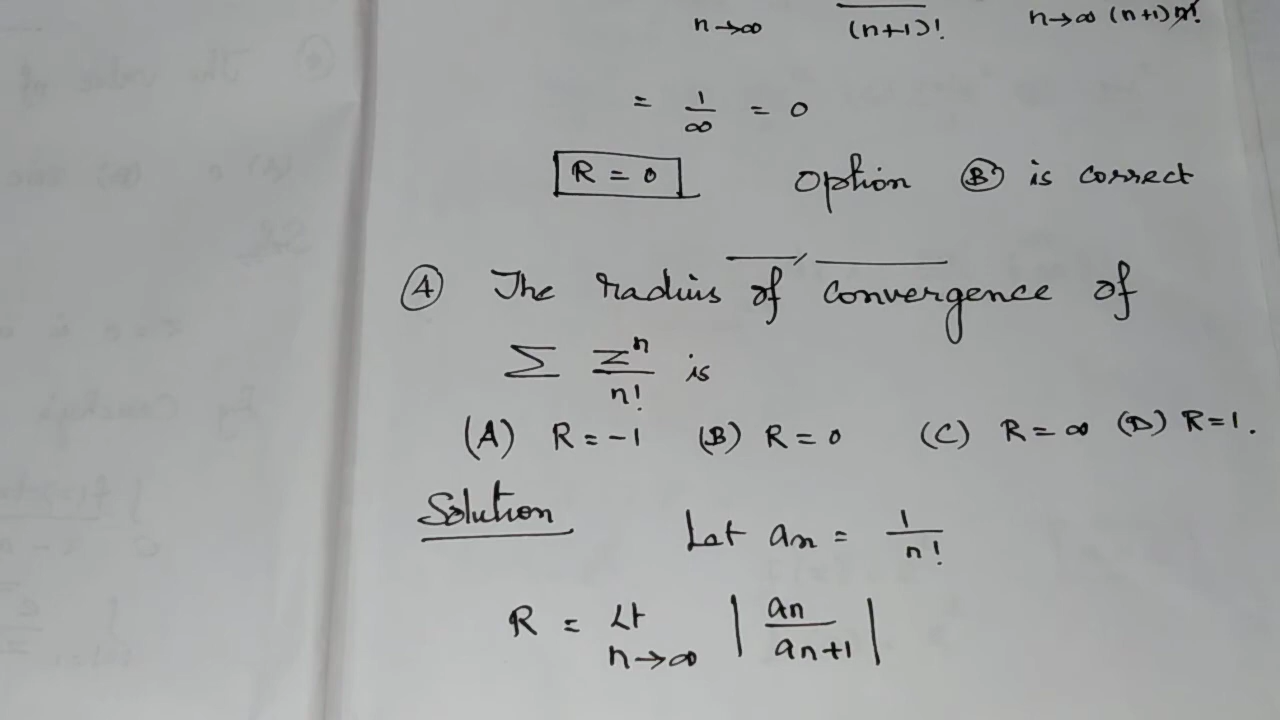 n→∞ (n+1)! n→∞ (n+1)n!
= 1/∞ = 0
R = 0 option (B) is correct
(4) The radius of convergence of
Σ zⁿ/n! is
(A) R = -1 (B) R = 0 (C) R = ∞ (D) R = 1.
Solution Let an = 1/n!
R = Lt n→∞ | an/an+1 |